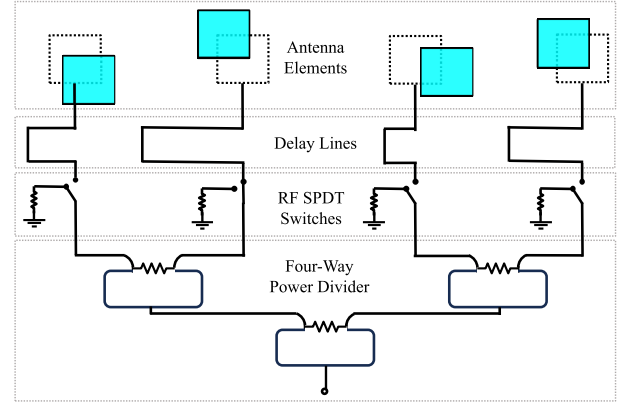 Antenna
Elements
Delay Lines
RF SPDT
Switches
Four-Way
Power Divider